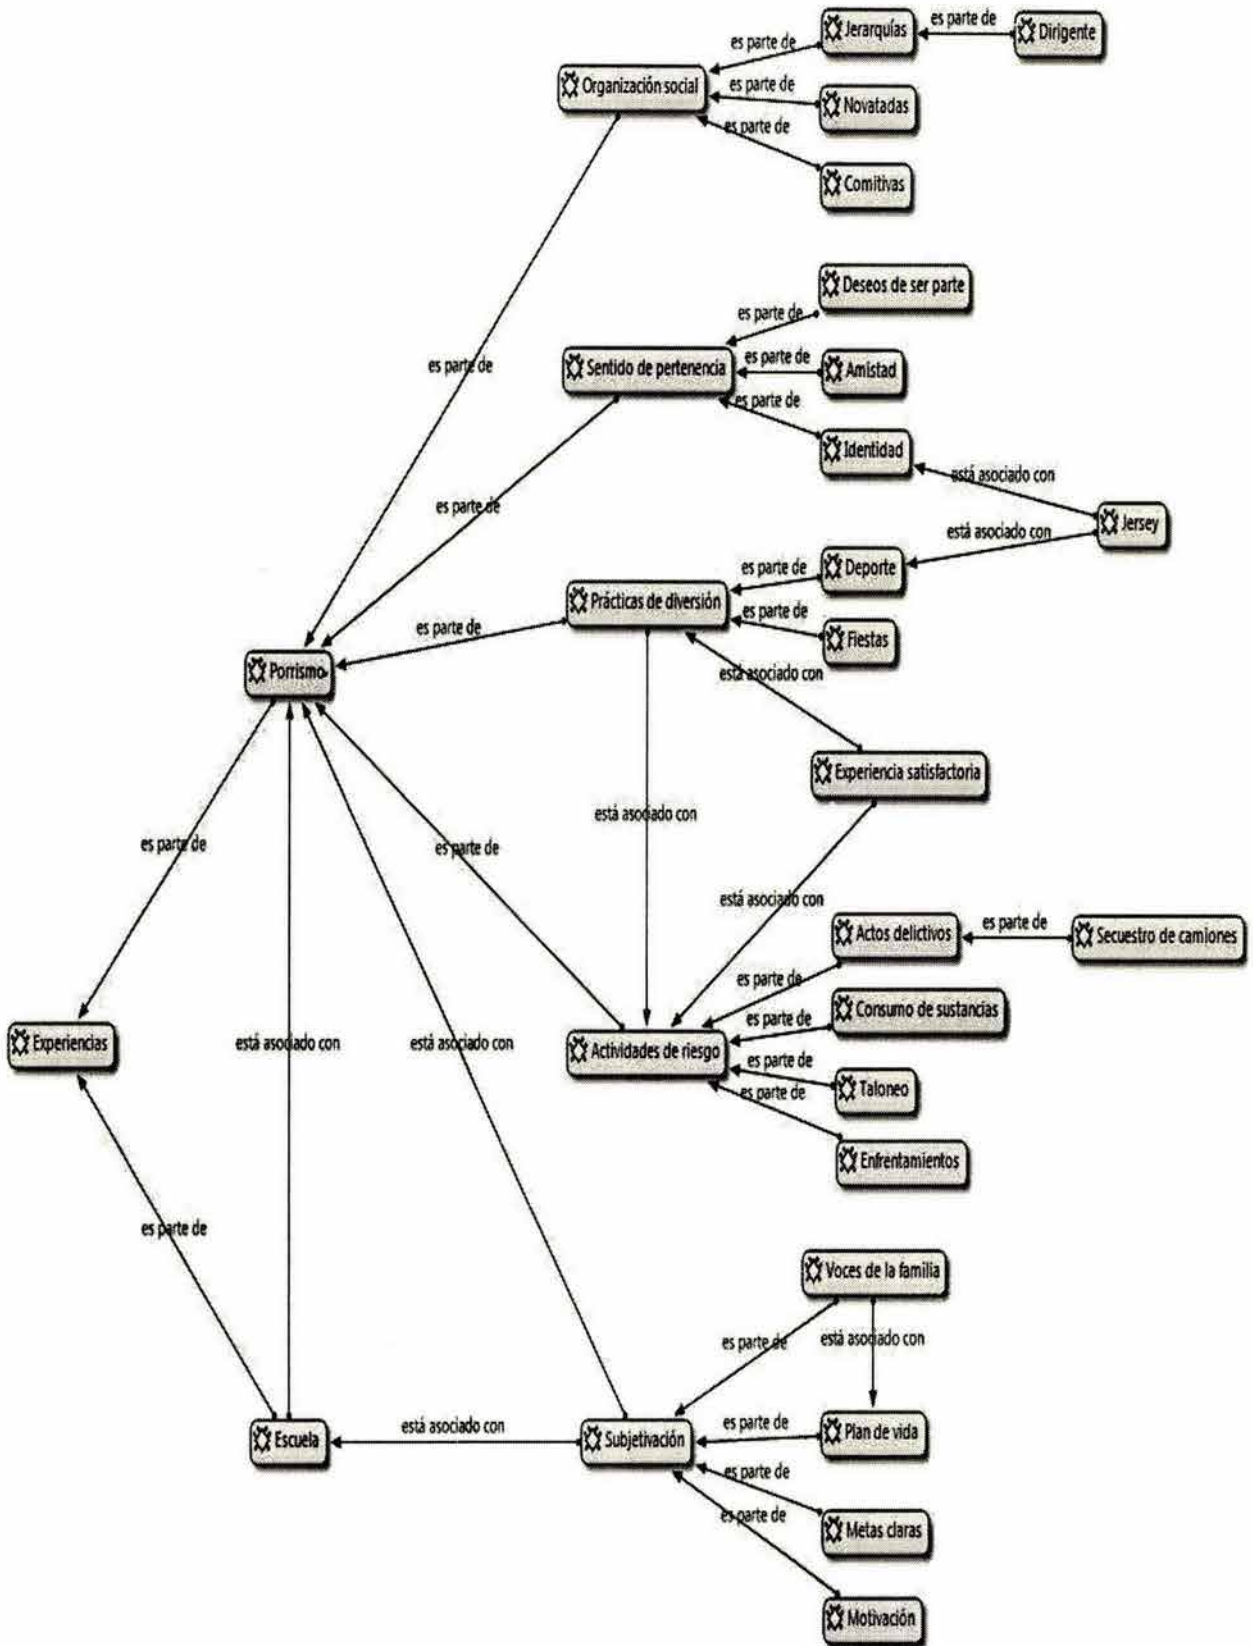 Jerarquías
es parte de
Dirigente
es parte de
Organización social
es parte de
Novatadas
es parte de
Comitivas
es parte de
Deseos de ser parte
es parte de
Sentido de pertenencia
es parte de
Amistad
es parte de
Identidad
está asociado con
Jersey
está asociado con
es parte de
Deporte
es parte de
Prácticas de diversión
es parte de
es parte de
Fiestas
Porrismo
está asociado con
Experiencia satisfactoria
está asociado con
es parte de
es parte de
está asociado con
Actos delictivos
es parte de
Secuestro de camiones
es parte de
Consumo de sustancias
es parte de
Experiencias
está asociado con
está asociado con
Actividades de riesgo
es parte de
Taloneo
es parte de
Enfrentamientos
es parte de
Voces de la familia
es parte de
está asociado con
Escuela
está asociado con
Subjetivación
es parte de
Plan de vida
es parte de
Metas claras
es parte de
Motivación